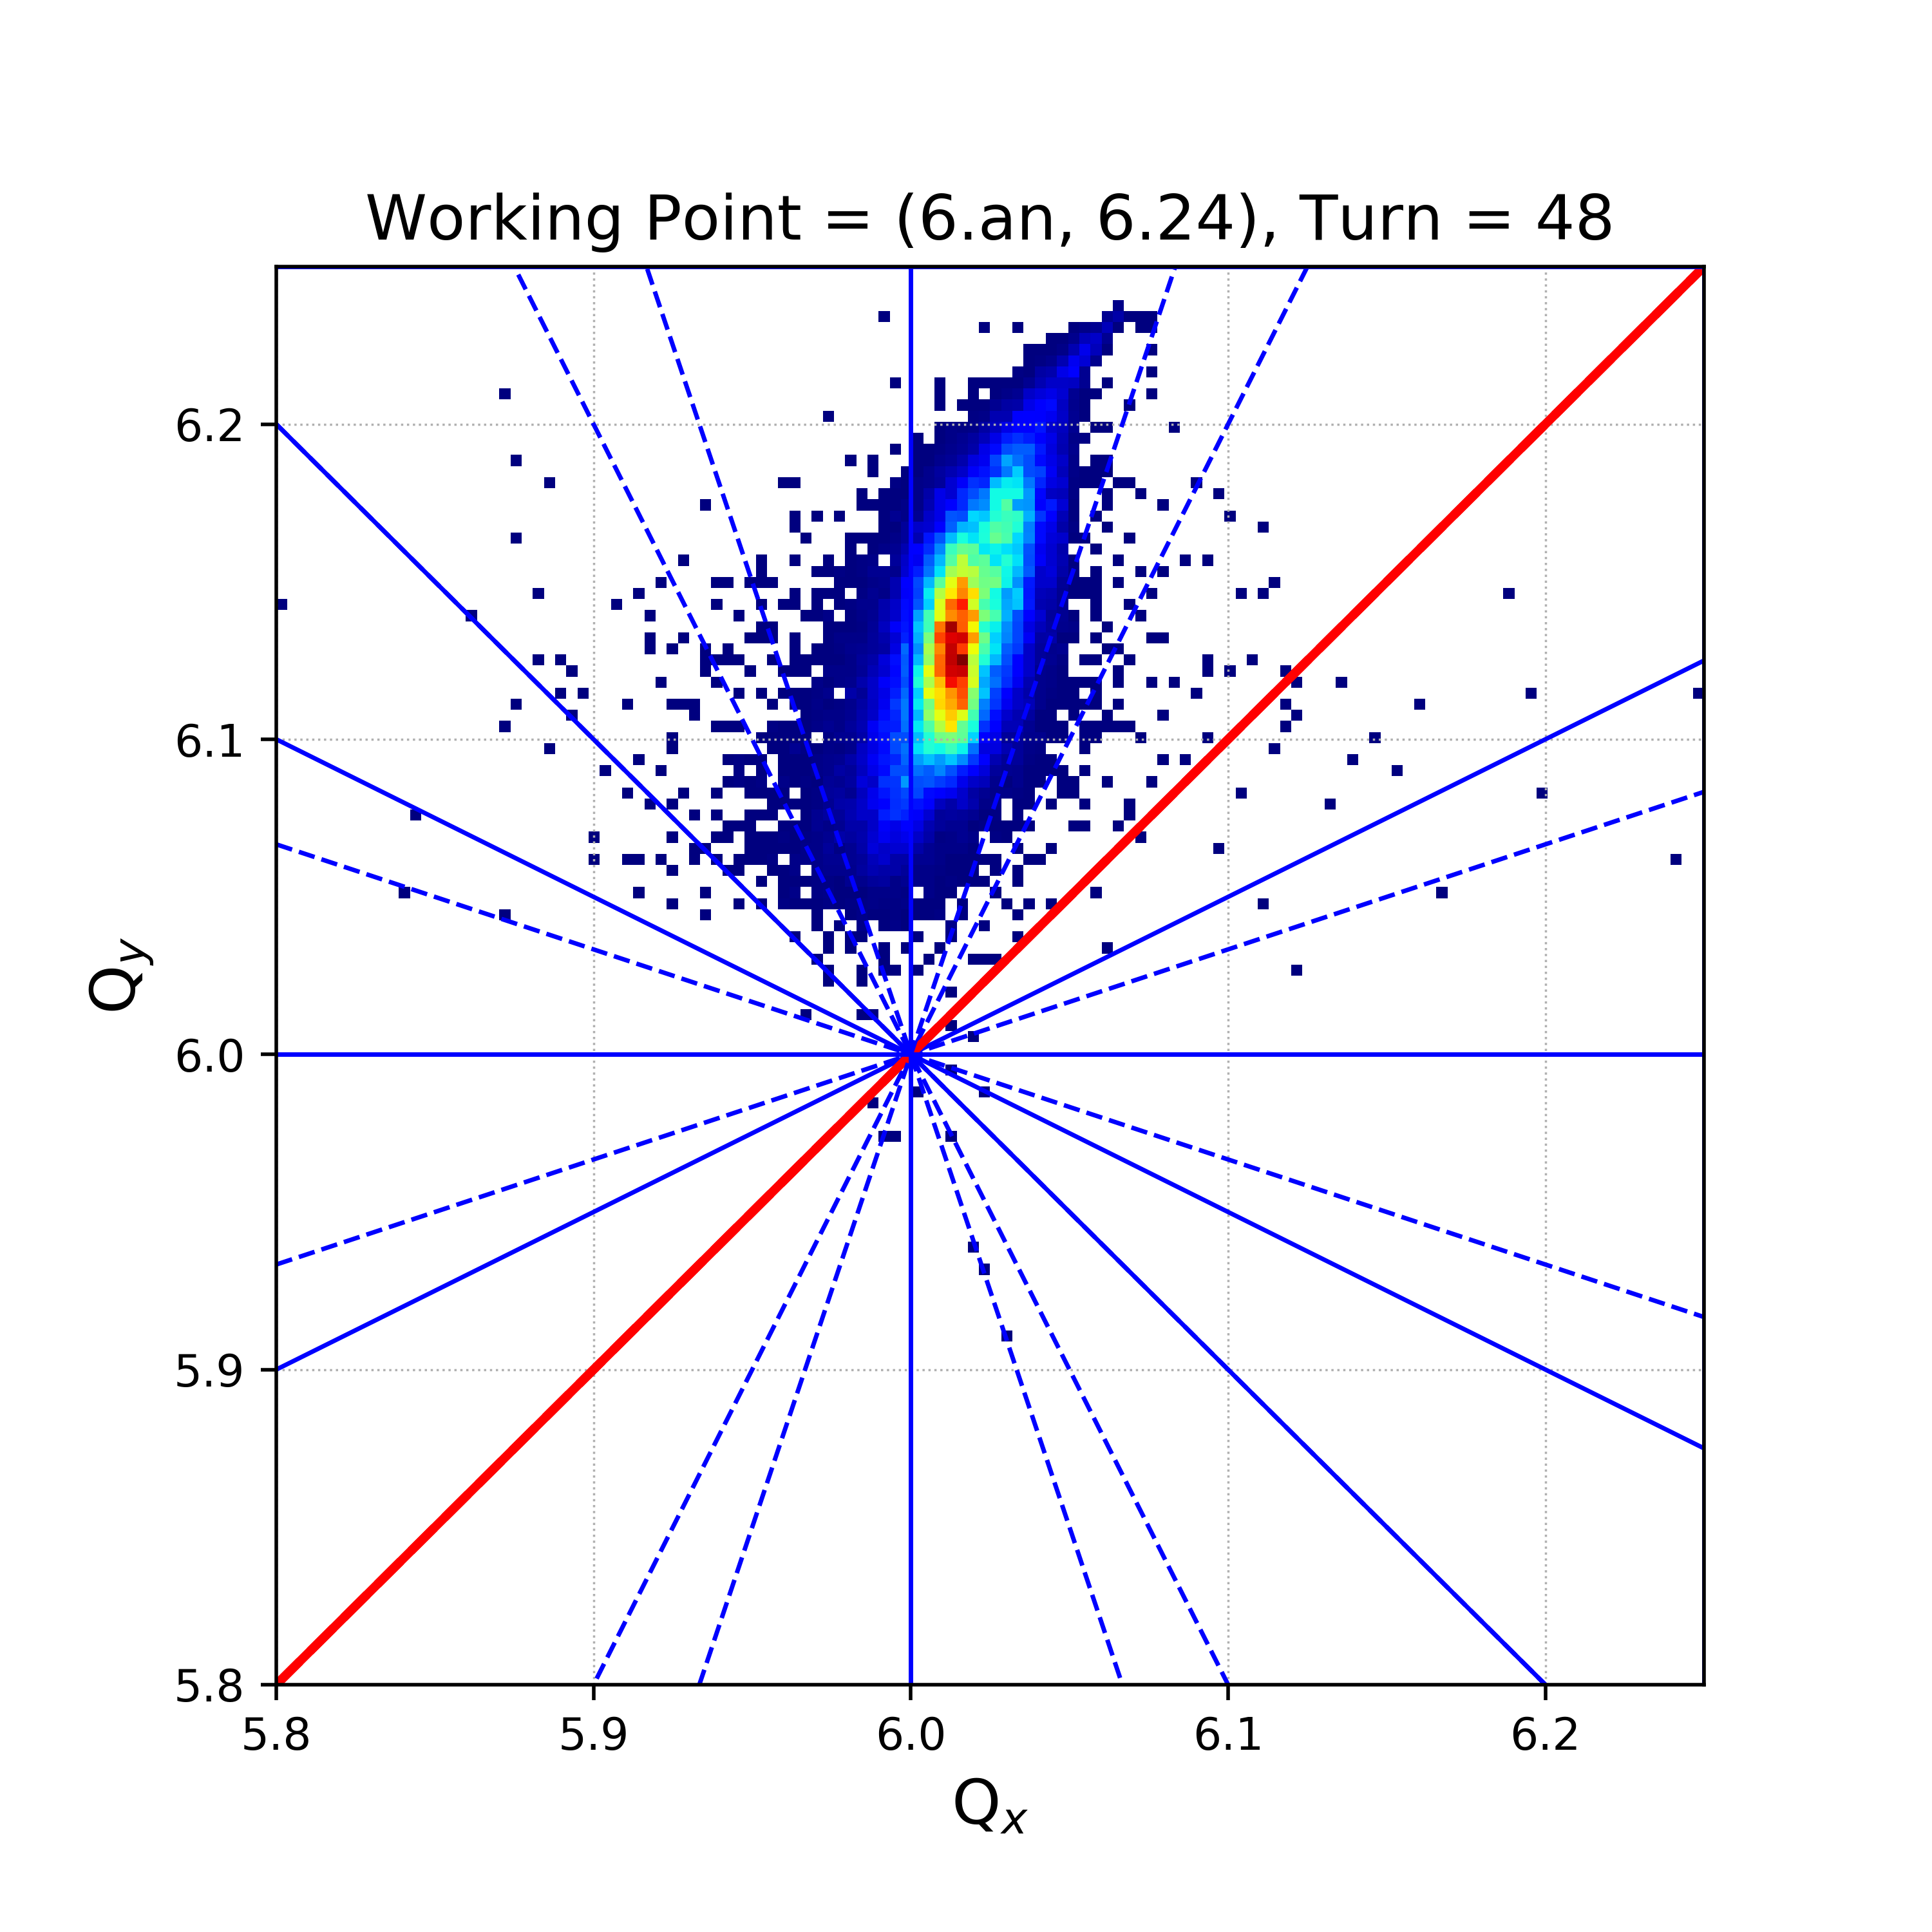 Working Point = (6.an, 6.24), Turn = 48
6.2
6.1
6.0
5.9
5.8
Qy
5.8 5.9 6.0 6.1 6.2
Qx